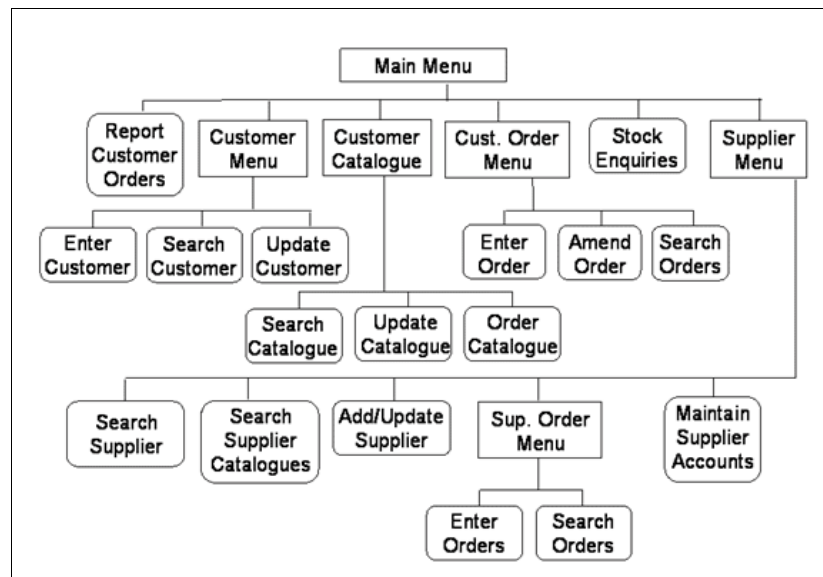 Main Menu
Report
Customer
Orders
Customer
Menu
Customer
Catalogue
Cust. Order
Menu
Stock
Enquiries
Supplier
Menu
Enter
Customer
Search
Customer
Update
Customer
Enter
Order
Amend
Order
Search
Orders
Search
Catalogue
Update
Catalogue
Order
Catalogue
Search
Supplier
Search
Supplier
Catalogues
Add/Update
Supplier
Sup. Order
Menu
Maintain
Supplier
Accounts
Enter
Orders
Search
Orders